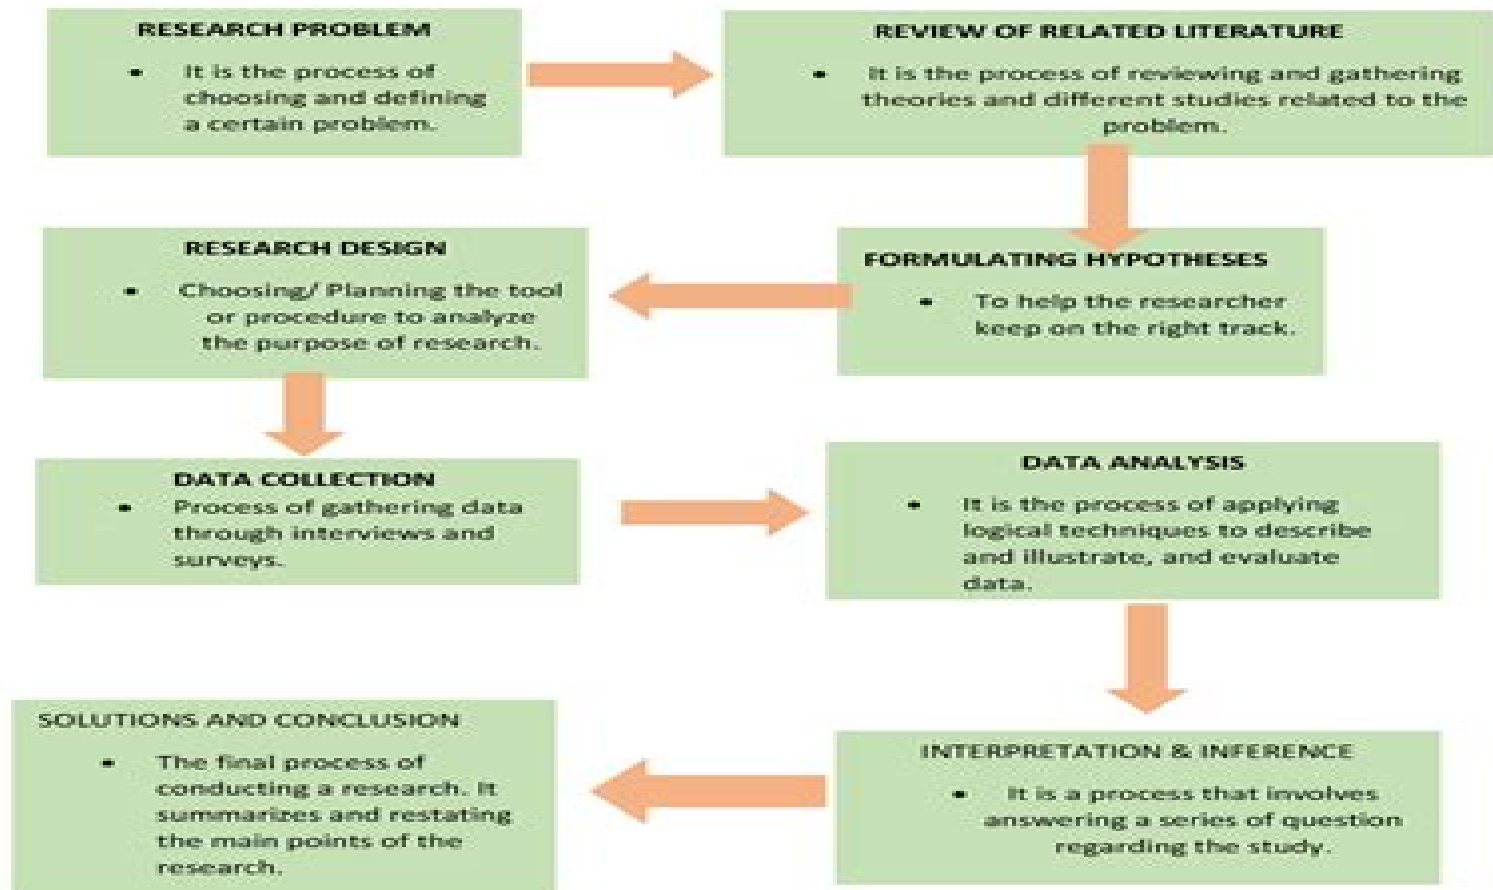 RESEARCH PROBLEM
• It is the process of
choosing and defining
a certain problem.
REVIEW OF RELATED LITERATURE
• It is the process of reviewing and gathering
theories and different studies related to the
problem.
FORMULATING HYPOTHESES
• To help the researcher
keep on the right track.
RESEARCH DESIGN
• Choosing/ Planning the tool
or procedure to analyze
the purpose of research.
DATA COLLECTION
• Process of gathering data
through interviews and
surveys.
DATA ANALYSIS
• It is the process of applying
logical techniques to describe
and illustrate, and evaluate
data.
INTERPRETATION & INFERENCE
• It is a process that involves
answering a series of question
regarding the study.
SOLUTIONS AND CONCLUSION
• The final process of
conducting a research. It
summarizes and restating
the main points of the
research.